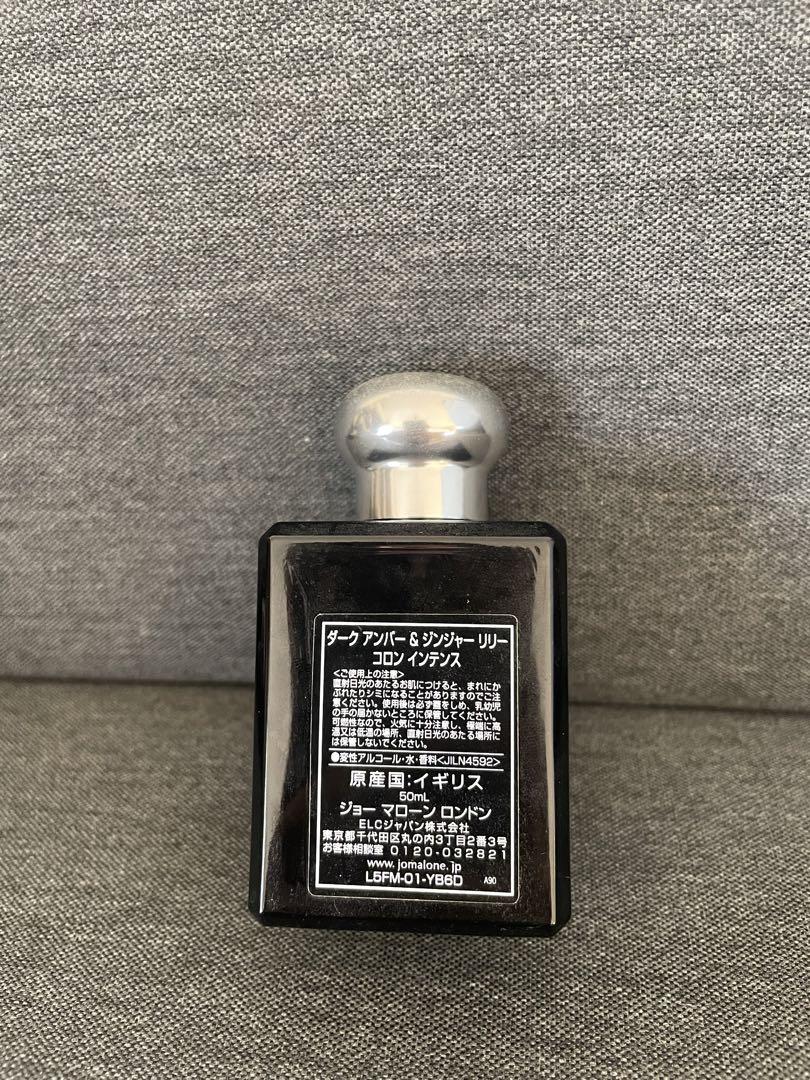 ダーク アンバー & ジンジャー リリー
コロン インテンス
<ご使用上の注意>
直射日光のあたるお肌につけると、まれにか
ぶれたりシミになることがありますのでご注
意ください。使用後は必ず蓋をしめ、乳幼児
の手の届かないところに保管してください。
可燃性なので、火気に十分注意し、極端に高
温又は低温の場所、直射日光のあたる場所に
は保管しないでください。
●変性アルコール・水・香料<JILN4592>
原産国:イギリス
50mL
ジョー マローン ロンドン
ELCジャパン株式会社
東京都千代田区丸の内3丁目2番3号
お客様相談室 0120-032821
www.jomalone.jp
L5FM-01-YB6D A90